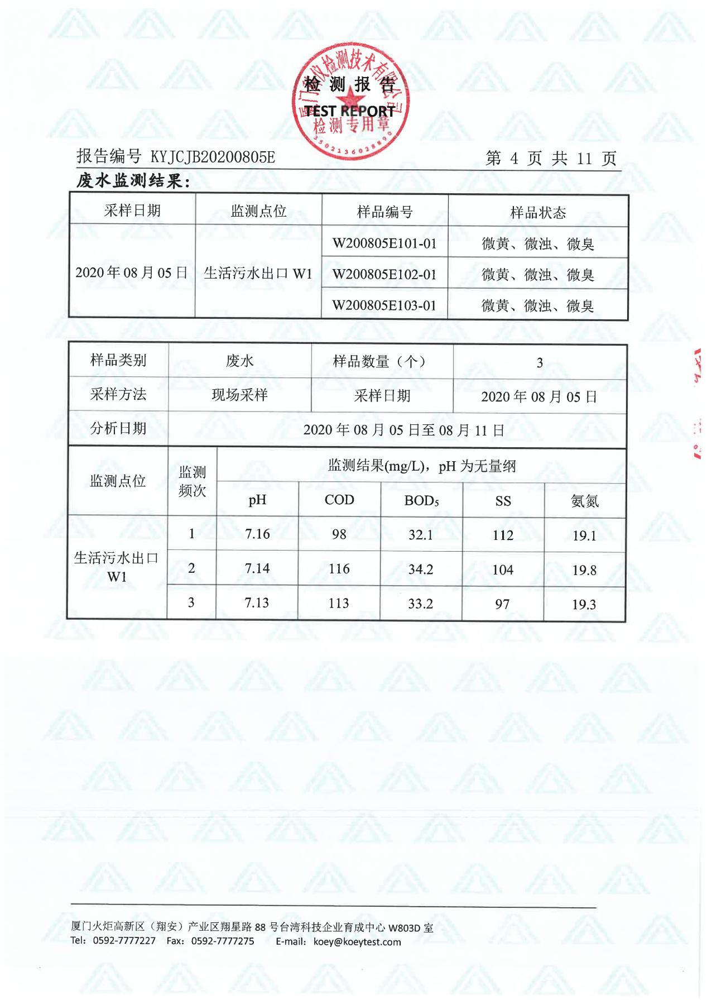 厦门科仪检测技术有限公司
检测报告
TEST REPORT
检测专用章
3502136028890
报告编号 KYJCJB20200805E
第 4 页 共 11 页
废水监测结果：
采样日期 监测点位 样品编号 样品状态
2020年08月05日 生活污水出口 W1
W200805E101-01 微黄、微浊、微臭
W200805E102-01 微黄、微浊、微臭
W200805E103-01 微黄、微浊、微臭
样品类别 废水 样品数量（个） 3
采样方法 现场采样 采样日期 2020年08月05日
分析日期 2020年08月05日至08月11日
监测点位 监测频次 监测结果(mg/L)，pH为无量纲
pH COD BOD₅ SS 氨氮
生活污水出口
W1
1 7.16 98 32.1 112 19.1
2 7.14 116 34.2 104 19.8
3 7.13 113 33.2 97 19.3
厦门火炬高新区（翔安）产业区翔星路 88 号台湾科技企业育成中心 W803D 室
Tel：0592-7777227 Fax：0592-7777275 E-mail：koey@koeytest.com